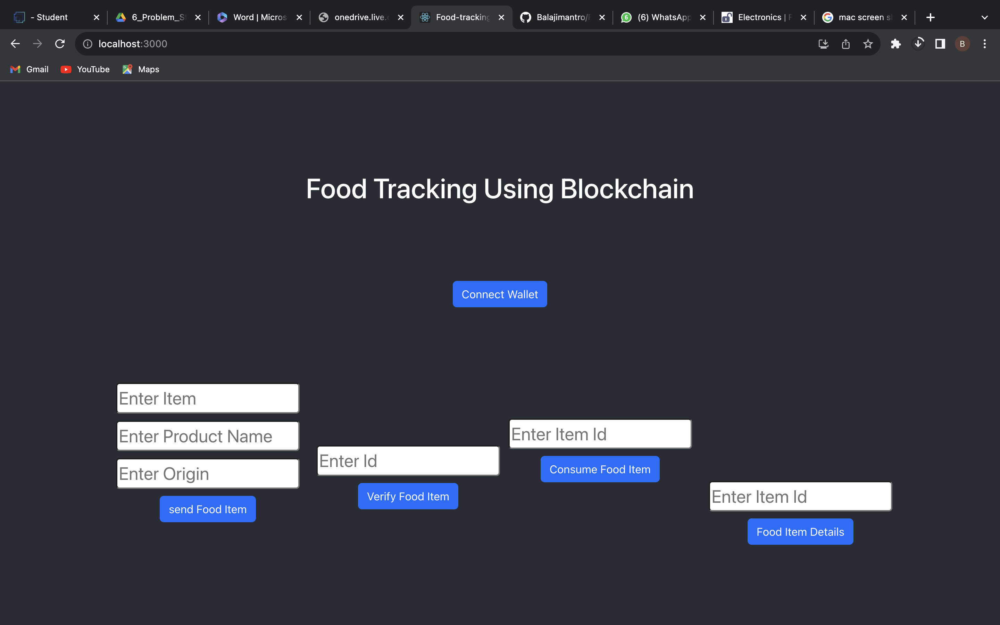 - Student
6_Problem_S
Word | Micros
onedrive.live.
Food-tracking
Balajimantro/
6
(6) WhatsApp
Electronics |
mac screen s
localhost:3000
B
Gmail
YouTube
Maps
Food Tracking Using Blockchain
Connect Wallet
Enter Item
Enter Product Name
Enter Origin
send Food Item
Enter Id
Verify Food Item
Enter Item Id
Consume Food Item
Enter Item Id
Food Item Details